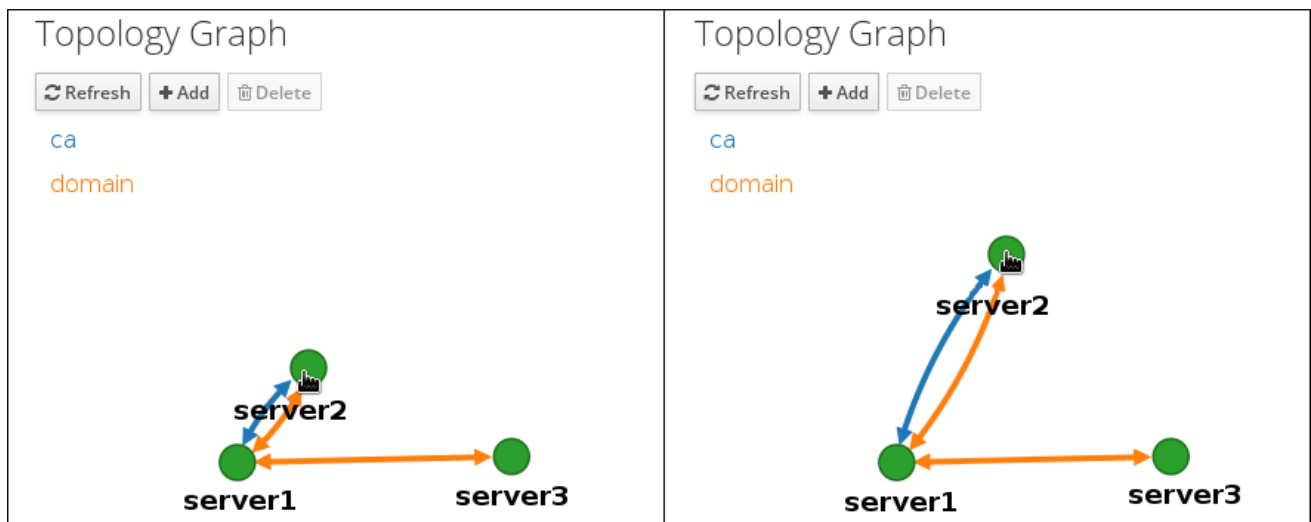 Topology Graph
Refresh Add Delete
ca
domain
server2
server1
server3
Topology Graph
Refresh Add Delete
ca
domain
server2
server1
server3